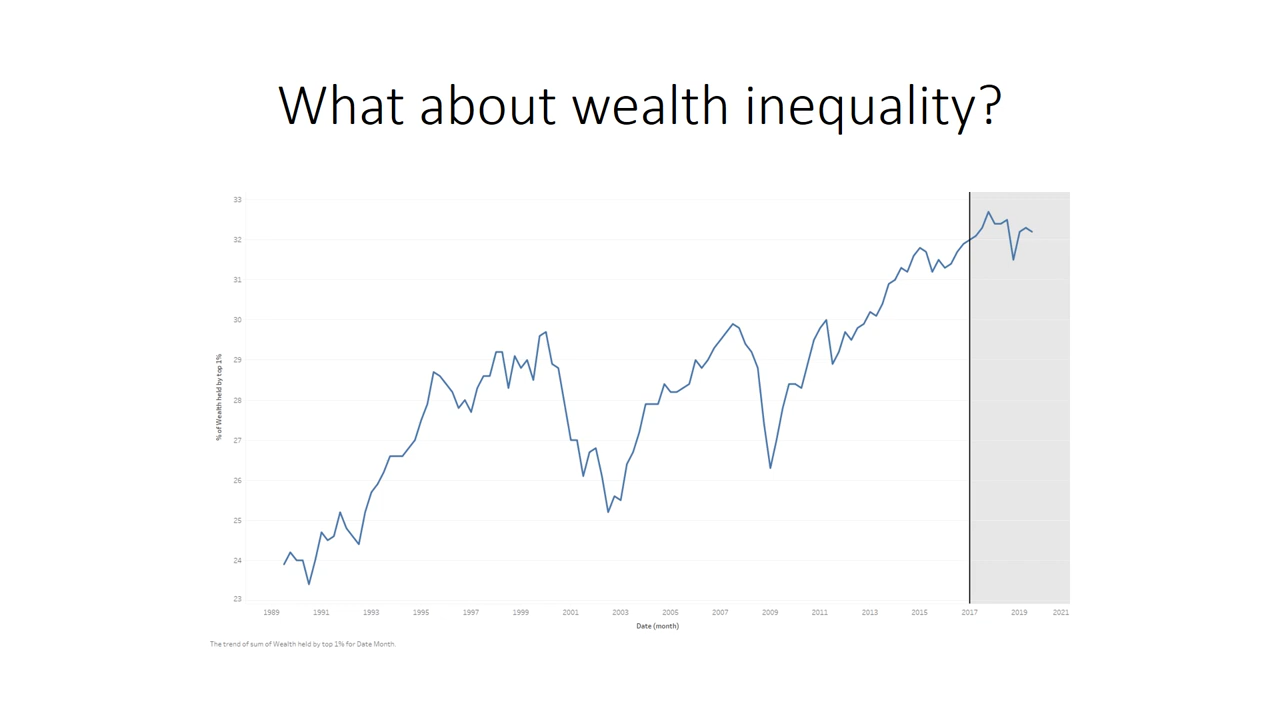 What about wealth inequality?
33
32
31
30
29
28
27
26
25
24
23
% of Wealth held by top 1%
1989 1991 1993 1995 1997 1999 2001 2003 2005 2007 2009 2011 2013 2015 2017 2019 2021
Date (month)
The trend of sum of Wealth held by top 1% for Date Month.